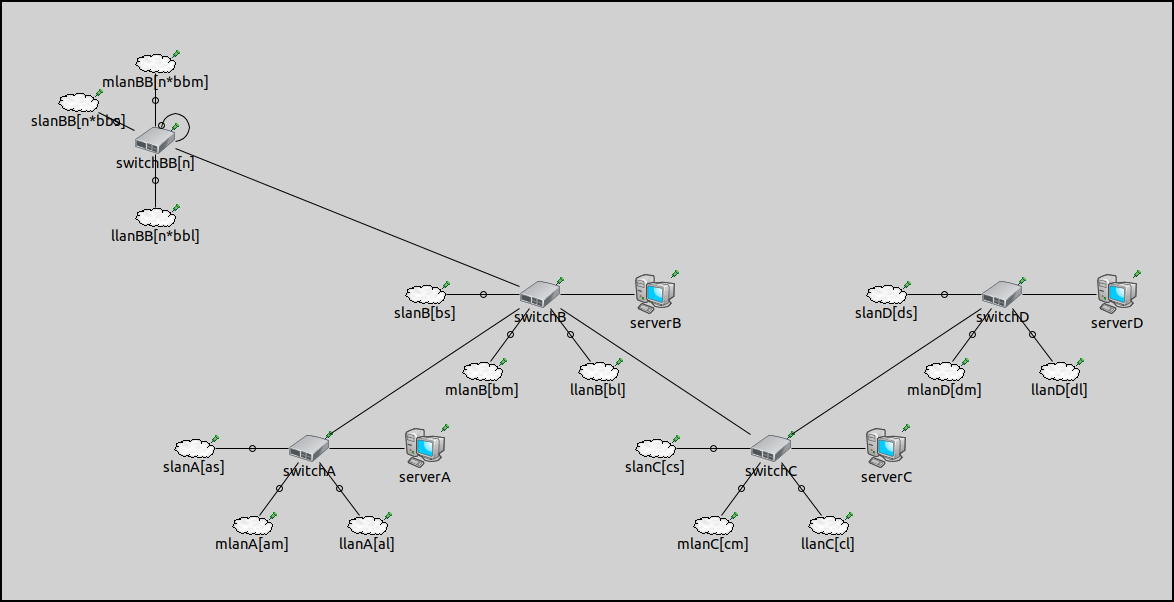 mlanBB[n*bbm]
slanBB[n*bbs]
switchBB[n]
llanBB[n*bbl]
slanB[bs]
switchB
serverB
slanD[ds]
switchD
serverD
mlanB[bm]
llanB[bl]
mlanD[dm]
llanD[dl]
slanA[as]
switchA
serverA
slanC[cs]
switchC
serverC
mlanA[am]
llanA[al]
mlanC[cm]
llanC[cl]